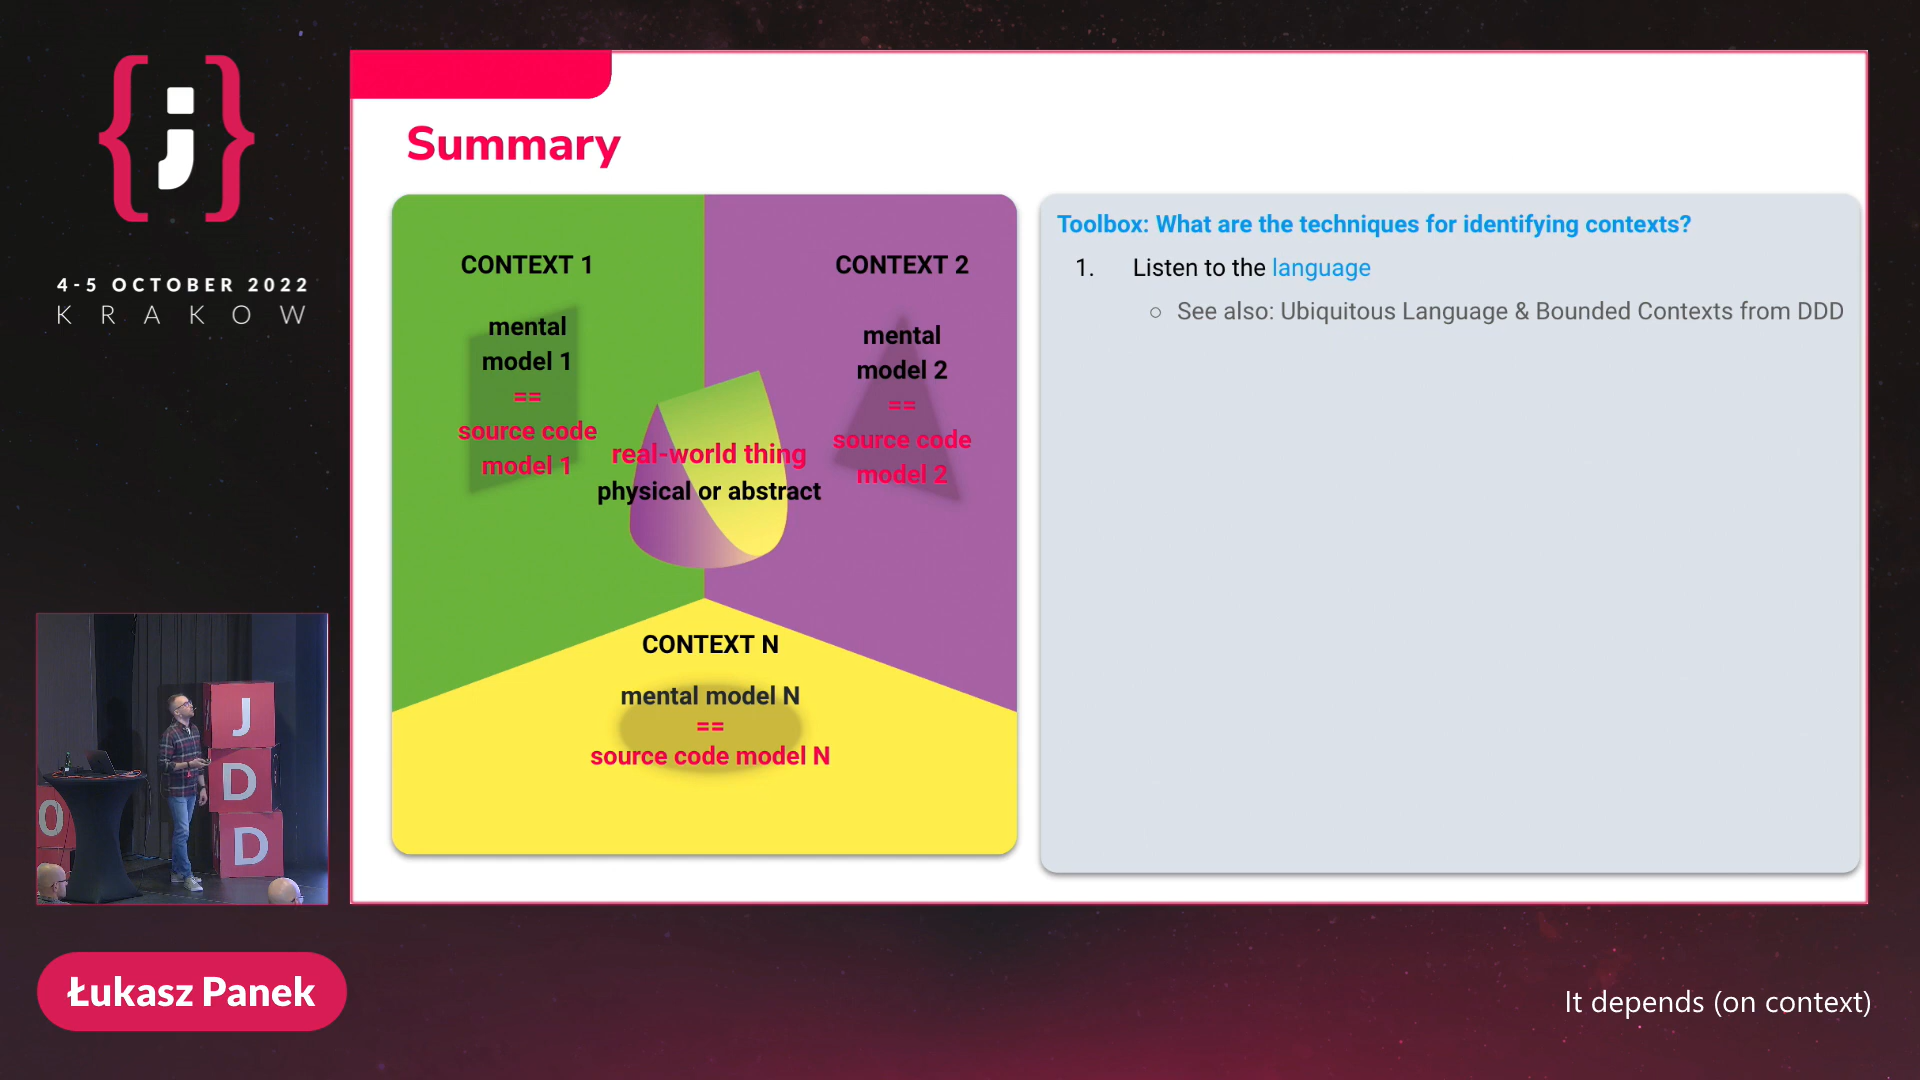 {j}
4-5 OCTOBER 2022
KRAKOW
Summary
CONTEXT 1
mental
model 1
==
source code
model 1
CONTEXT 2
mental
model 2
==
source code
model 2
real-world thing
physical or abstract
CONTEXT N
mental model N
==
source code model N
Toolbox: What are the techniques for identifying contexts?
1. Listen to the language
○ See also: Ubiquitous Language & Bounded Contexts from DDD
J
D
D
0
Łukasz Panek
It depends (on context)